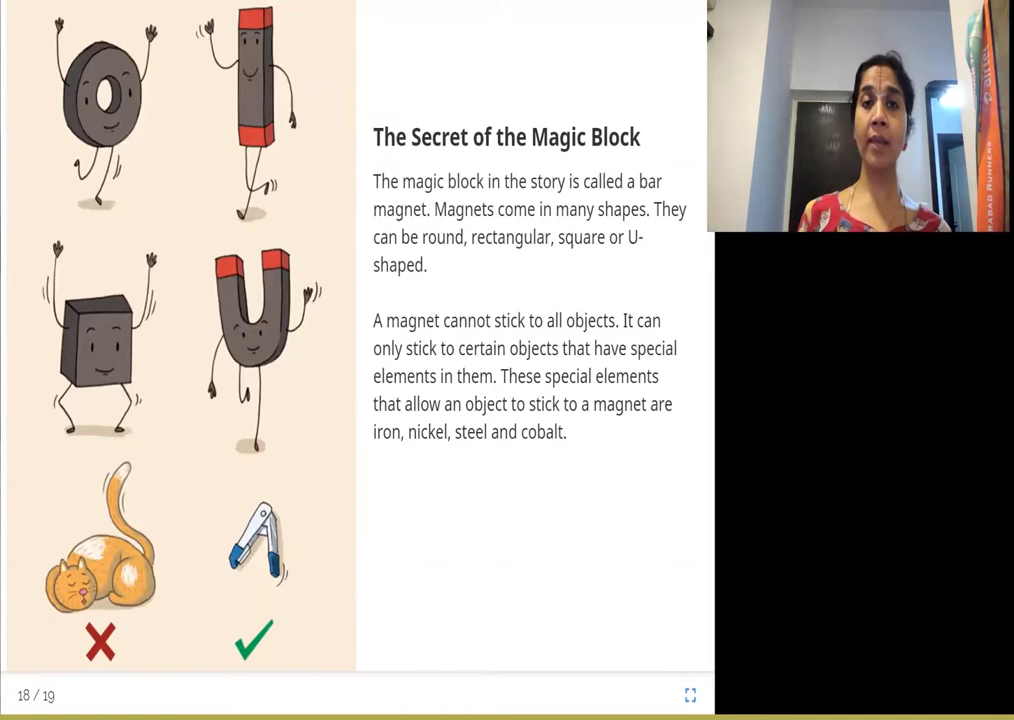 The Secret of the Magic Block
The magic block in the story is called a bar
magnet. Magnets come in many shapes. They
can be round, rectangular, square or U-
shaped.
A magnet cannot stick to all objects. It can
only stick to certain objects that have special
elements in them. These special elements
that allow an object to stick to a magnet are
iron, nickel, steel and cobalt.
18 / 19
airtel
RABAD RUNNERS